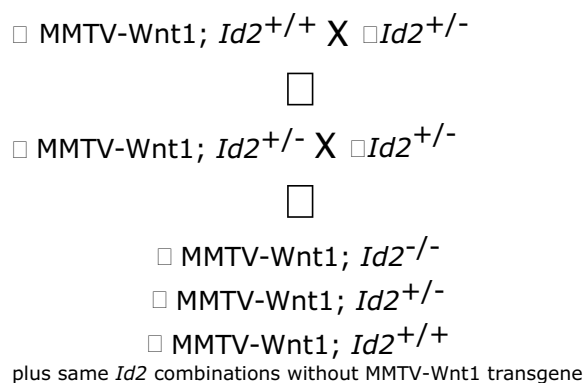 □ MMTV-Wnt1; Id2+/+ X □Id2+/-
□
□ MMTV-Wnt1; Id2+/- X □Id2+/-
□
□ MMTV-Wnt1; Id2-/-
□ MMTV-Wnt1; Id2+/-
□ MMTV-Wnt1; Id2+/+
plus same Id2 combinations without MMTV-Wnt1 transgene